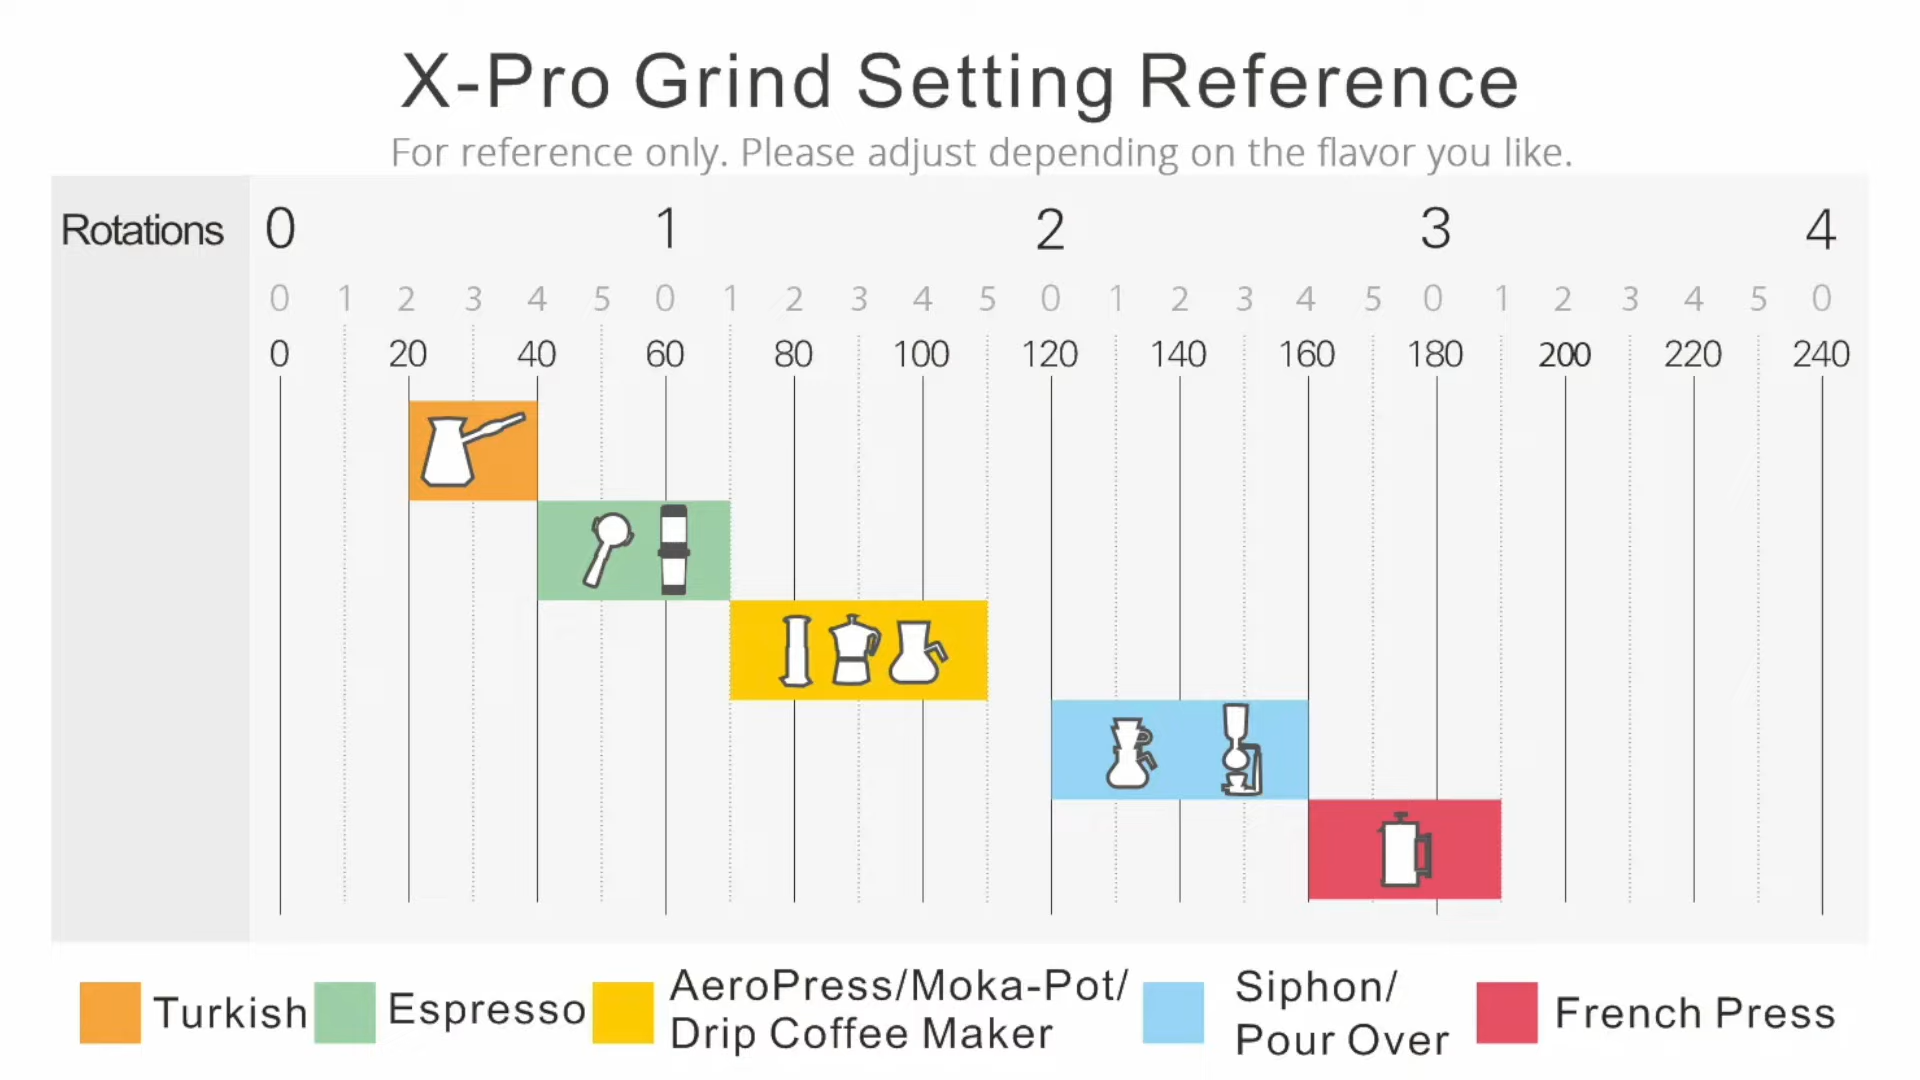 X-Pro Grind Setting Reference
For reference only. Please adjust depending on the flavor you like.
Rotations 0 1 2 3 4
0 1 2 3 4 5 0 1 2 3 4 5 0 1 2 3 4 5 0 1 2 3 4 5 0
0 20 40 60 80 100 120 140 160 180 200 220 240
Turkish
Espresso
AeroPress/Moka-Pot/
Drip Coffee Maker
Siphon/
Pour Over
French Press